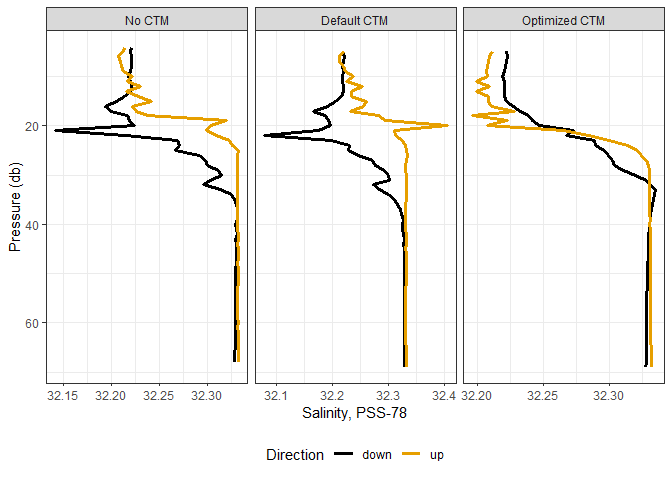 No CTM Default CTM Optimized CTM
20
40
60
Pressure (db)
32.15 32.20 32.25 32.30 32.1 32.2 32.3 32.4 32.20 32.25 32.30
Salinity, PSS-78
Direction down up